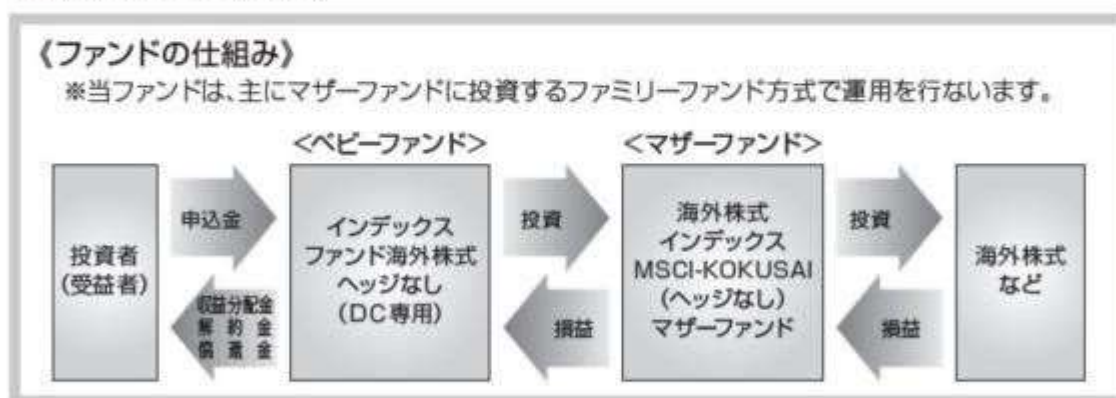 《ファンドの仕組み》
※当ファンドは、主にマザーファンドに投資するファミリーファンド方式で運用を行ないます。
<ベビーファンド>
<マザーファンド>
投資者
(受益者)
申込金
収益分配金
解約金
償還金
インデックス
ファンド海外株式
ヘッジなし
(DC専用)
投資
損益
海外株式
インデックス
MSCI-KOKUSAI
(ヘッジなし)
マザーファンド
投資
損益
海外株式
など